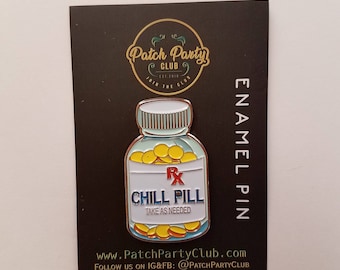 Patch Party
CLUB
EST 2016
JOIN THE CLUB
ENAMEL PIN
Rx
CHILL PILL
TAKE AS NEEDED
www.PatchPartyClub.com
Follow us on IG&FB: @PatchPartyClub